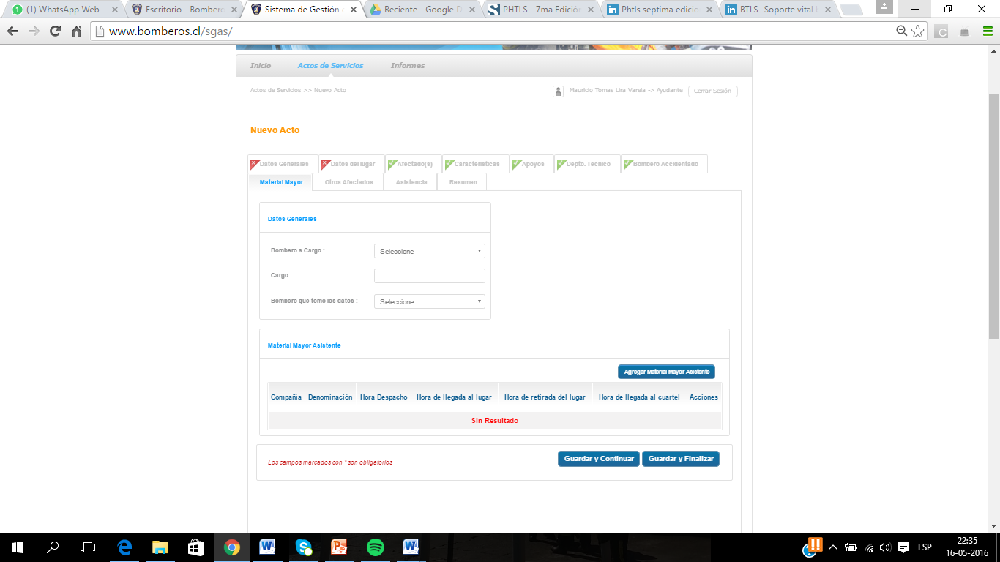 (1) WhatsApp Web Escritorio - Bombero Sistema de Gestión Reciente - Google D PHTLS - 7ma Edición Phtls septima edicio BTLS- Soporte vital
www.bomberos.cl/sgas/
Inicio Actos de Servicios Informes
Actos de Servicios >> Nuevo Acto Mauricio Tomas Lira Varela -> Ayudante Cerrar Sesión
Nuevo Acto
Datos Generales Datos del lugar Afectado(s) Características Apoyos Depto. Técnico Bombero Accidentado
Material Mayor Otros Afectados Asistencia Resumen
Datos Generales
Bombero a Cargo : Seleccione
Cargo :
Bombero que tomó los datos : Seleccione
Material Mayor Asistente
Agregar Material Mayor Asistente
Compañía Denominación Hora Despacho Hora de llegada al lugar Hora de retirada del lugar Hora de llegada al cuartel Acciones
Sin Resultado
Los campos marcados con * son obligatorios Guardar y Continuar Guardar y Finalizar
ESP 22:35
16-05-2016